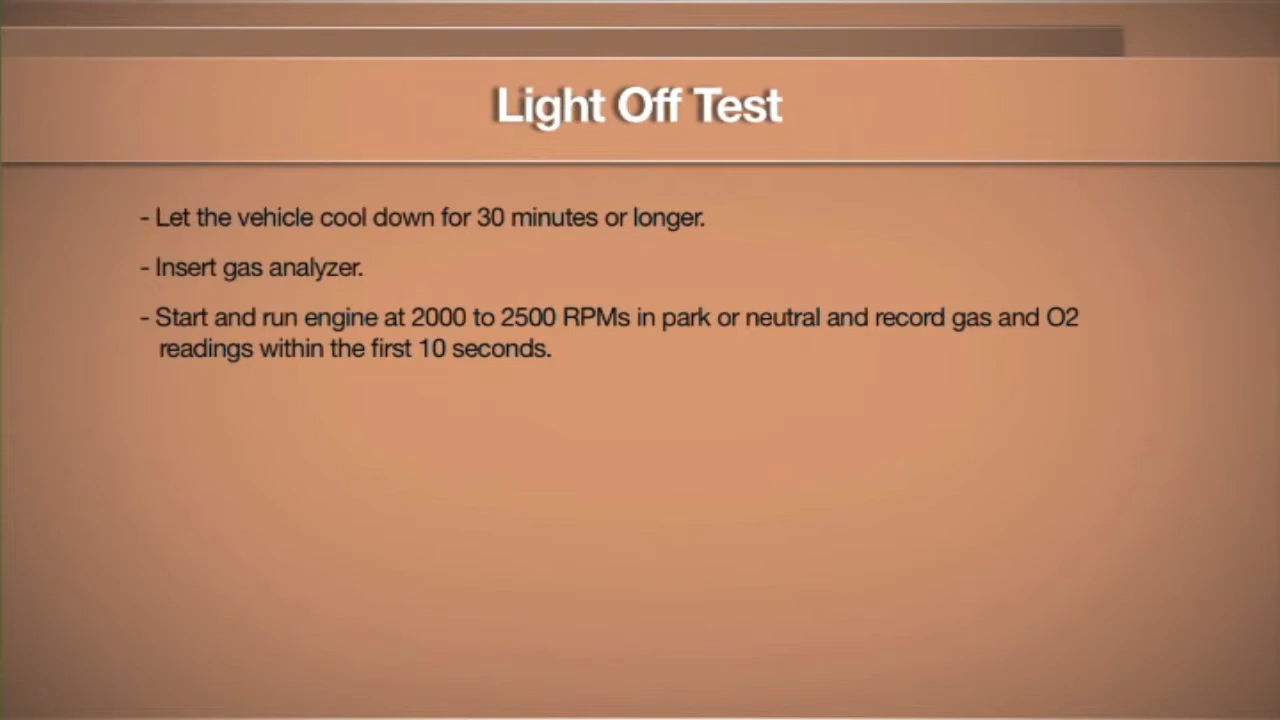 Light Off Test
- Let the vehicle cool down for 30 minutes or longer.
- Insert gas analyzer.
- Start and run engine at 2000 to 2500 RPMs in park or neutral and record gas and O2
readings within the first 10 seconds.